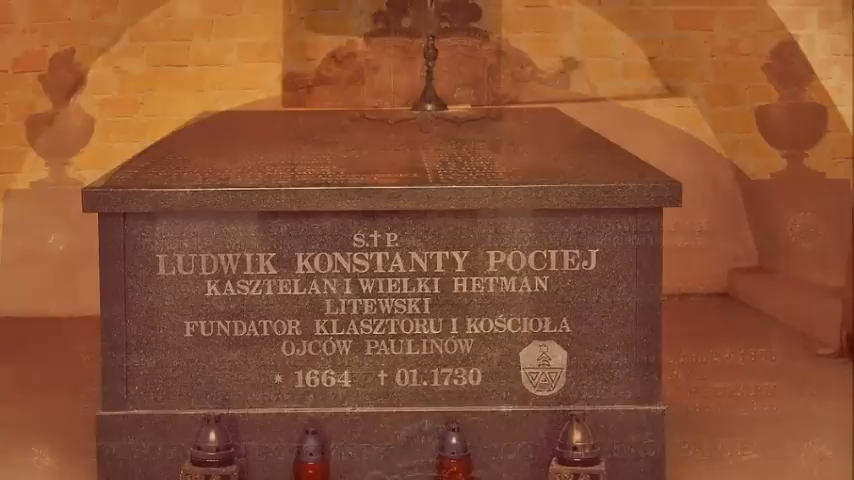 Ś.†P.
LUDWIK KONSTANTY POCIEJ
KASZTELAN I WIELKI HETMAN
LITEWSKI
FUNDATOR KLASZTORU I KOŚCIOŁA
OJCÓW PAULINÓW
* 1664 † 01.1730